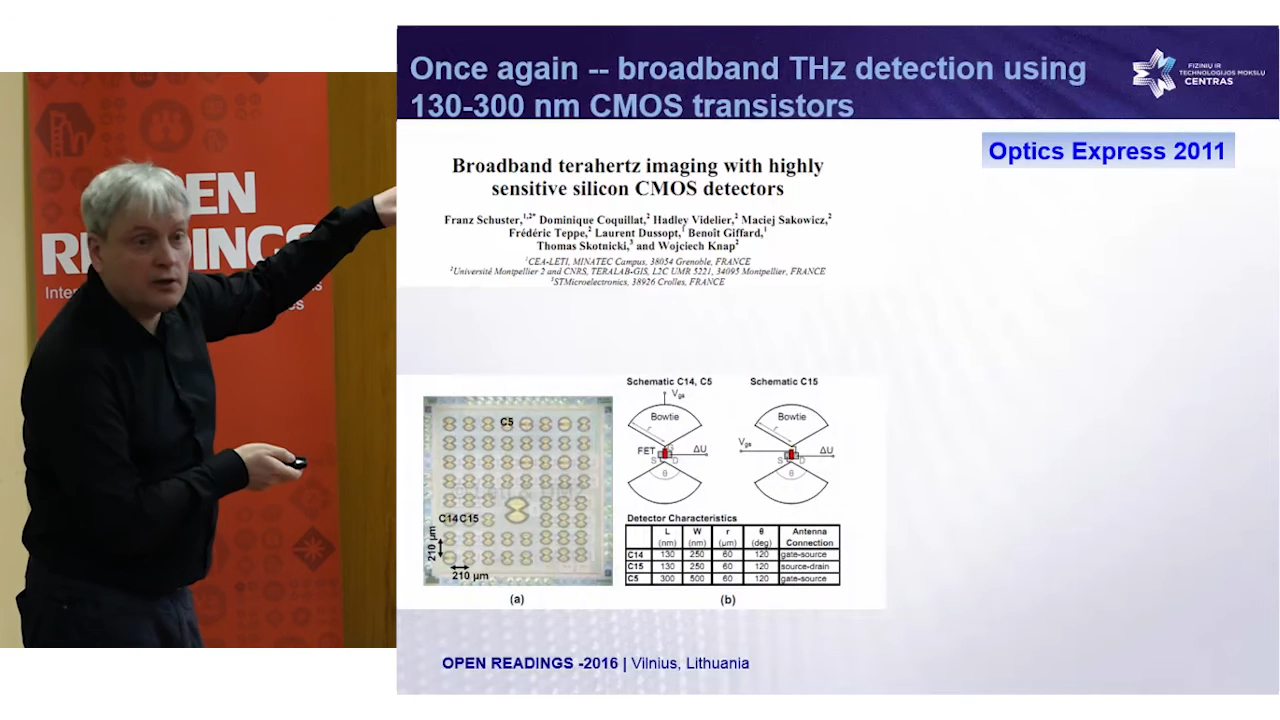 Once again -- broadband THz detection using
130-300 nm CMOS transistors
FIZINIŲ IR
TECHNOLOGIJOS MOKSLŲ
CENTRAS
Optics Express 2011
Broadband terahertz imaging with highly
sensitive silicon CMOS detectors
Franz Schuster,1,2* Dominique Coquillat,2 Hadley Videlier,2 Maciej Sakowicz,2
Frédéric Teppe,2 Laurent Dussopt,1 Benoît Giffard,1
Thomas Skotnicki,3 and Wojciech Knap2
1CEA-LETI, MINATEC Campus, 38054 Grenoble, FRANCE
2Université Montpellier 2 and CNRS, TERALAB-GIS, L2C UMR 5221, 34095 Montpellier, FRANCE
3STMicroelectronics, 38926 Crolles, FRANCE
OPEN
READINGS
C5
C14 C15
210 µm
210 µm
(a)
Schematic C14, C5
Vgs
Bowtie
r
FET
G
ΔU
S D
θ
Schematic C15
Bowtie
r
Vgs
ΔU
S D
θ
Detector Characteristics
L W r θ Antenna
(nm) (nm) (µm) (deg) Connection
C14 130 250 60 120 gate-source
C15 130 250 60 120 source-drain
C5 300 500 60 120 gate-source
(b)
OPEN READINGS -2016 | Vilnius, Lithuania